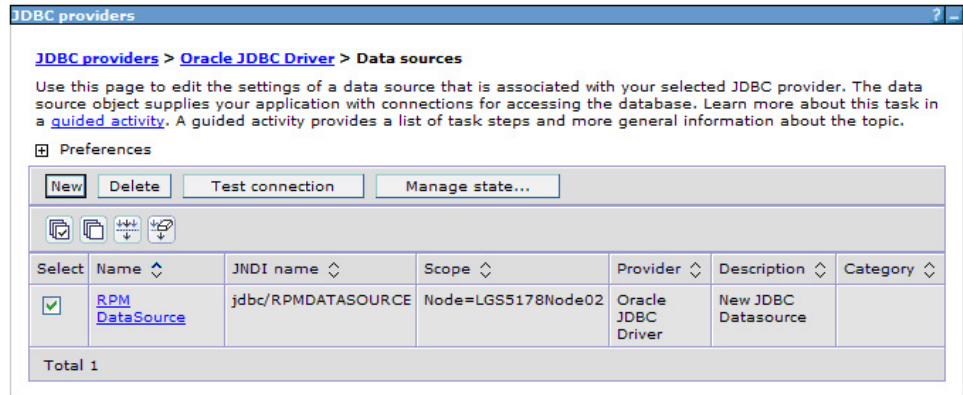 JDBC providers ? -
JDBC providers > Oracle JDBC Driver > Data sources
Use this page to edit the settings of a data source that is associated with your selected JDBC provider. The data
source object supplies your application with connections for accessing the database. Learn more about this task in
a guided activity. A guided activity provides a list of task steps and more general information about the topic.
Preferences
New Delete Test connection Manage state...
Select Name JNDI name Scope Provider Description Category
RPM jdbc/RPMDATASOURCE Node=LGS5178Node02 Oracle New JDBC
DataSource JDBC Datasource
Driver
Total 1